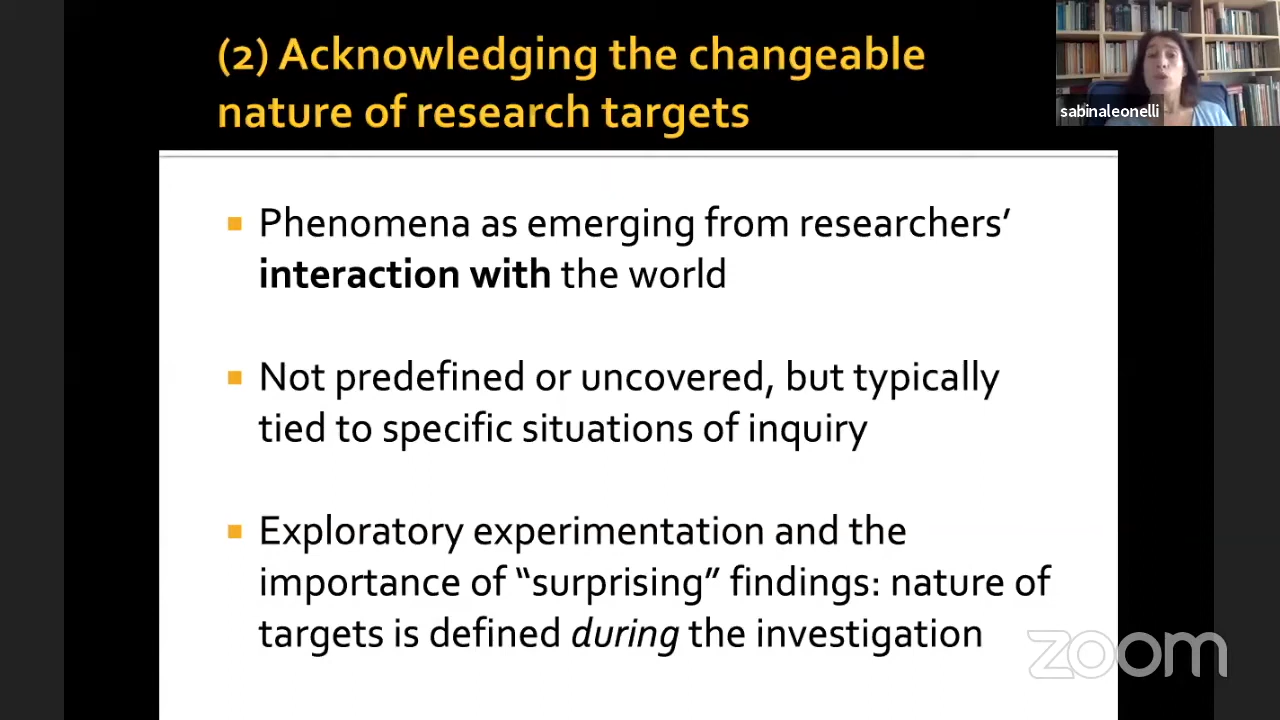 (2) Acknowledging the changeable
nature of research targets
sabinaleonelli
▪ Phenomena as emerging from researchers’
interaction with the world
▪ Not predefined or uncovered, but typically
tied to specific situations of inquiry
▪ Exploratory experimentation and the
importance of “surprising” findings: nature of
targets is defined during the investigation
zoom